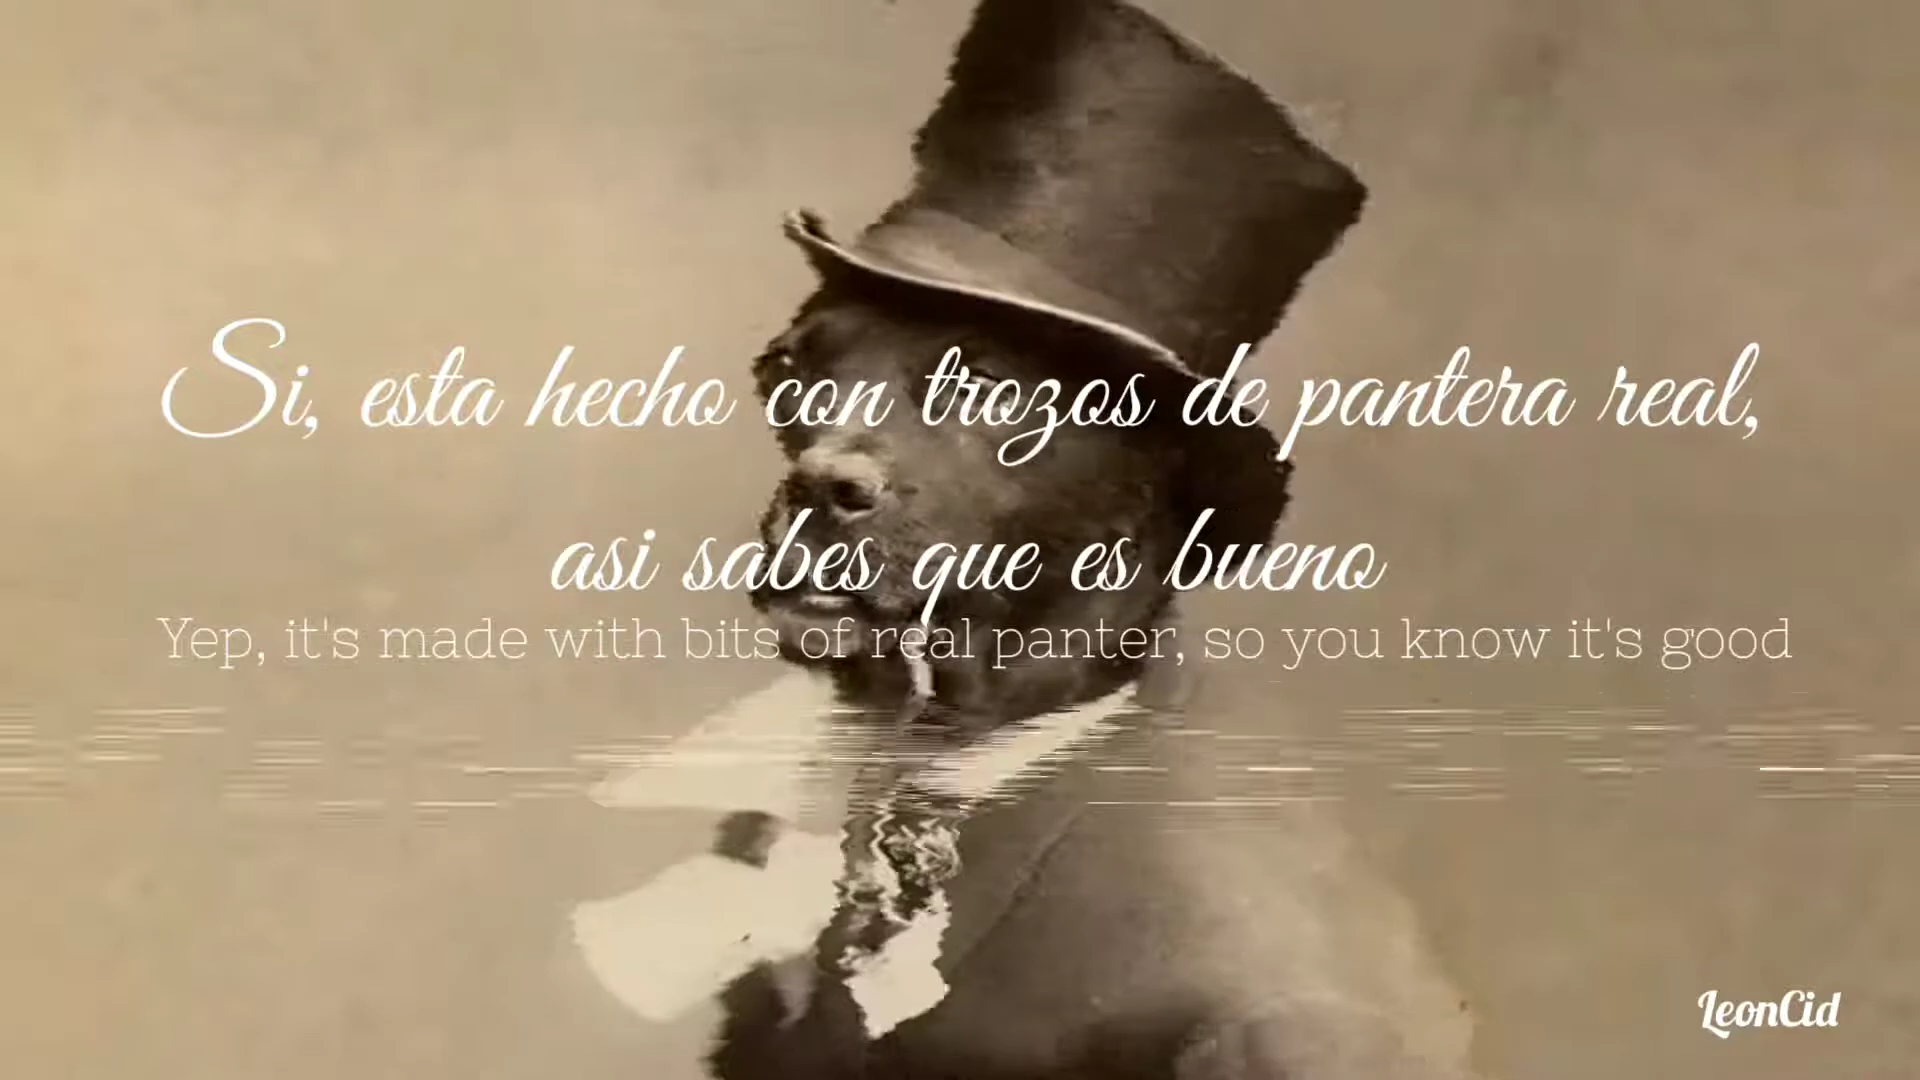 Si, esta hecho con trozos de pantera real,
asi sabes que es bueno
Yep, it's made with bits of real panter, so you know it's good
LeonCid